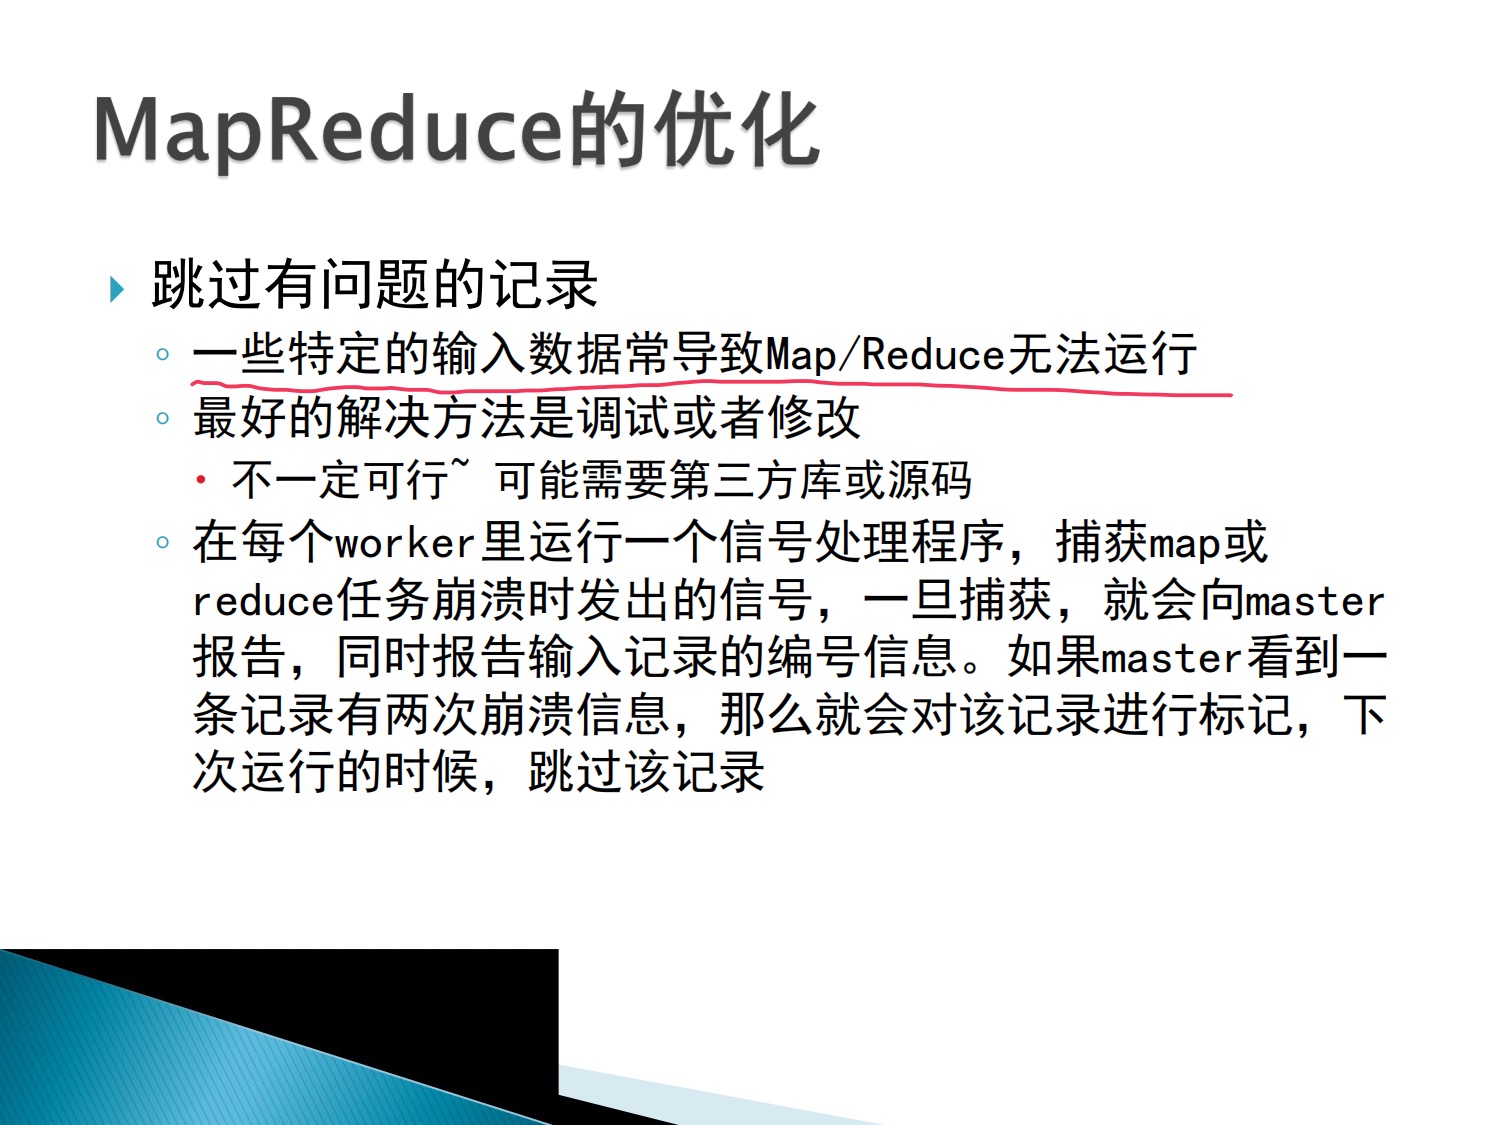 MapReduce的优化
跳过有问题的记录
一些特定的输入数据常导致Map/Reduce无法运行
最好的解决方法是调试或者修改
不一定可行~ 可能需要第三方库或源码
在每个worker里运行一个信号处理程序，捕获map或
reduce任务崩溃时发出的信号，一旦捕获，就会向master
报告，同时报告输入记录的编号信息。如果master看到一
条记录有两次崩溃信息，那么就会对该记录进行标记，下
次运行的时候，跳过该记录